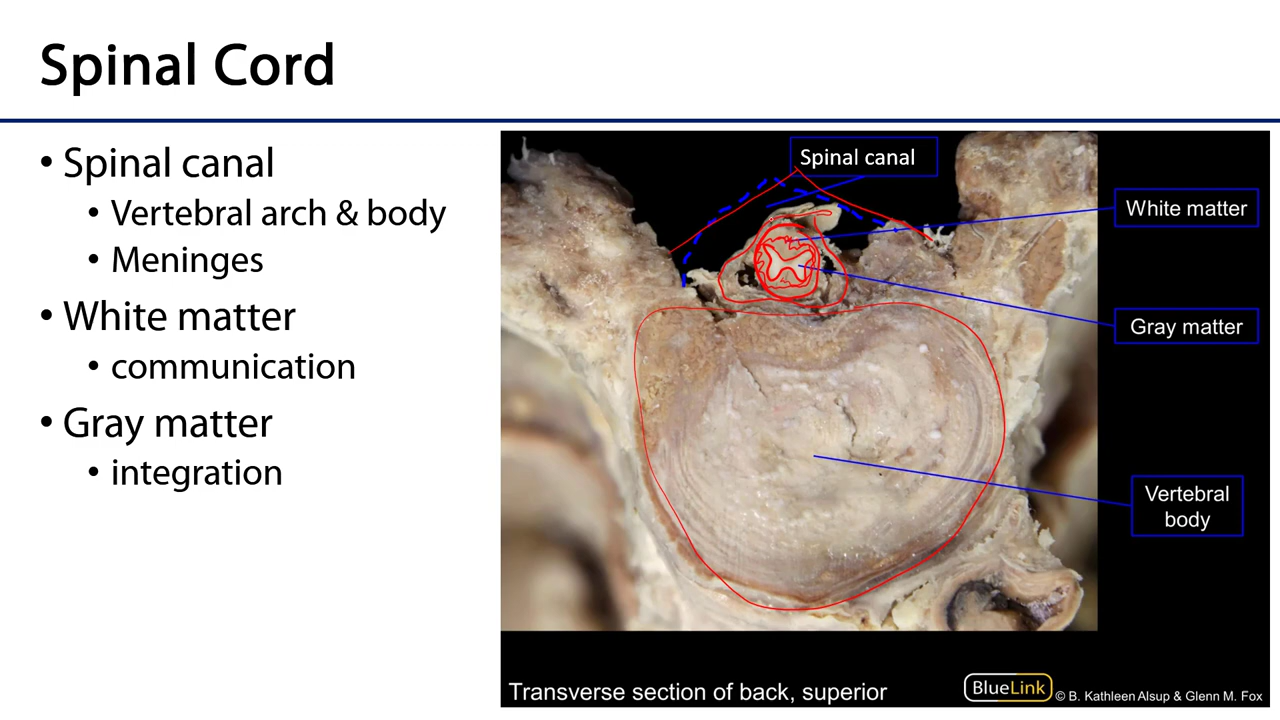 Spinal Cord
• Spinal canal
• Vertebral arch & body
• Meninges
• White matter
• communication
• Gray matter
• integration
Spinal canal
White matter
Gray matter
Vertebral
body
Transverse section of back, superior
BlueLink
© B. Kathleen Alsup & Glenn M. Fox